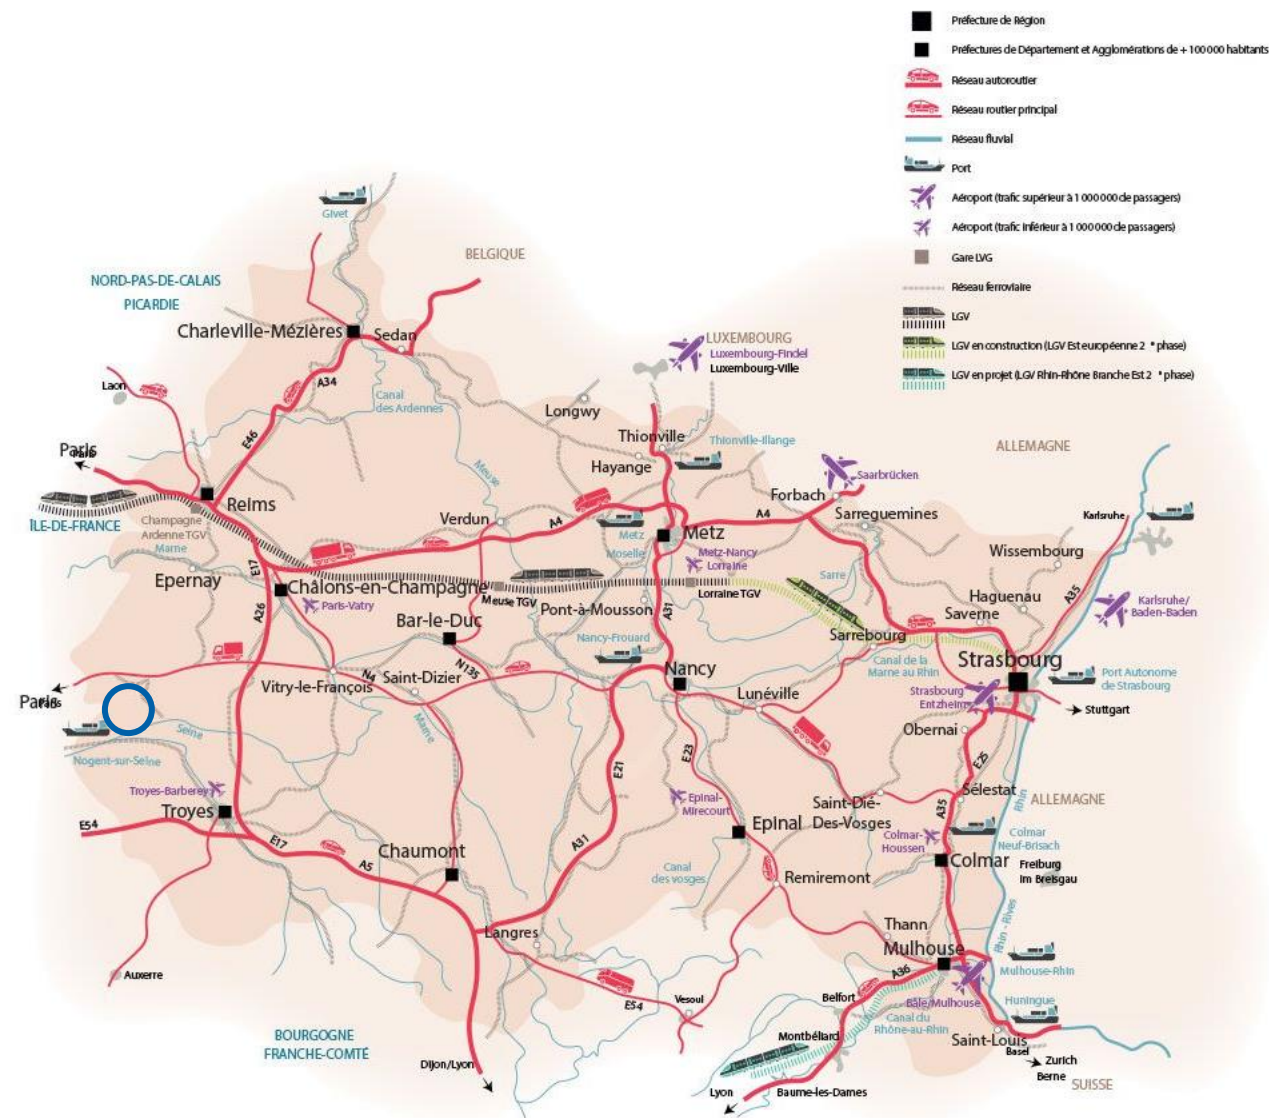 Préfecture de Région
Préfectures de Département et Agglomérations de + 100 000 habitants
Réseau autoroutier
Réseau routier principal
Réseau fluvial
Port
Aéroport (trafic supérieur à 1 000 000 de passagers)
Aéroport (trafic inférieur à 1 000 000 de passagers)
Gare LVG
Réseau ferroviaire
LGV
LGV en construction (LGV Est européenne 2 e phase)
LGV en projet (LGV Rhin-Rhône Branche Est 2 e phase)
Givet
BELGIQUE
NORD-PAS-DE-CALAIS
PICARDIE
Charleville-Mézières
Sedan
LUXEMBOURG
Luxembourg-Findel
Luxembourg-Ville
A34
Laon
Canal
des Ardennes
Longwy
E46
Thionville
Thionville-Illange
ALLEMAGNE
Paris
Hayange
Meuse
Saarbrücken
Forbach
Reims
Sarreguemines
Karlsruhe
ÎLE-DE-FRANCE
Champagne
Ardenne TGV
Verdun
A4
A4
Metz
Metz
Marne
Moselle
Metz-Nancy
Lorraine
Wissembourg
Epernay
E17
Châlons-en-Champagne
Meuse TGV
Lorraine TGV
Sarre
Haguenau
A35
Karlsruhe/
Baden-Baden
Paris-Vatry
Pont-à-Mousson
A31
Saverne
A26
Bar-le-Duc
Nancy-Frouard
Sarrebourg
Strasbourg
Canal de la
Marne au Rhin
N135
Nancy
Port Autonome
de Strasbourg
N4
Vitry-le-François
Saint-Dizier
Lunéville
Strasbourg
Entzheim
Paris
Paris
Stuttgart
Marne
Seine
Obernai
Nogent-sur-Seine
E23
E21
E25
Troyes-Barberey
Epinal-
Mirecourt
Sélestat
Rhin
ALLEMAGNE
Troyes
Saint-Dié-
Des-Vosges
A35
E54
Epinal
Colmar-
Houssen
Colmar
Neuf-Brisach
E17
A5
Chaumont
A31
Colmar
Freiburg
im Breisgau
Canal
des vosges
Remiremont
Rhin - Rives
Langres
Thann
Mulhouse
Auxerre
A36
Mulhouse-Rhin
E54
Vesoul
Belfort
Bâle/Mulhouse
Huningue
Canal du
Rhône-au-Rhin
BOURGOGNE
FRANCHE-COMTÉ
Montbéliard
Saint-Louis
Basel
Dijon/Lyon
Zurich
Berne
Lyon
Baume-les-Dames
SUISSE